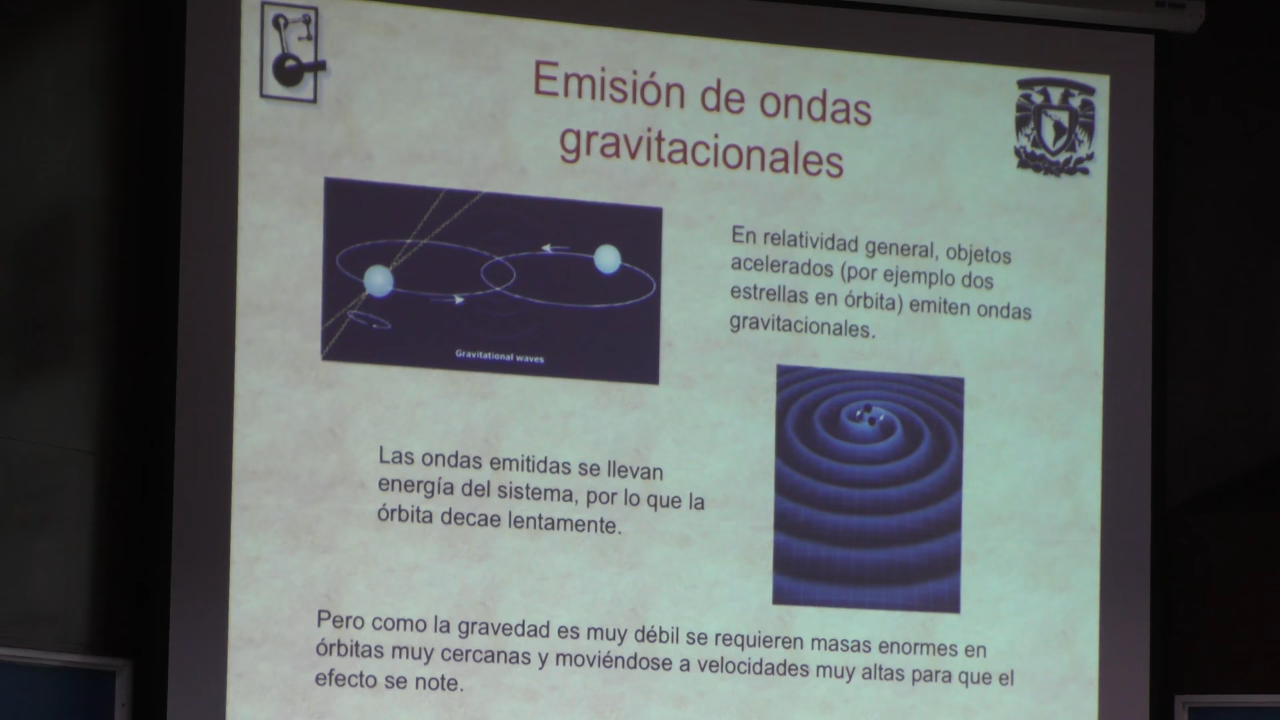 Emisión de ondas
gravitacionales
En relatividad general, objetos
acelerados (por ejemplo dos
estrellas en órbita) emiten ondas
gravitacionales.
Gravitational waves
Las ondas emitidas se llevan
energía del sistema, por lo que la
órbita decae lentamente.
Pero como la gravedad es muy débil se requieren masas enormes en
órbitas muy cercanas y moviéndose a velocidades muy altas para que el
efecto se note.